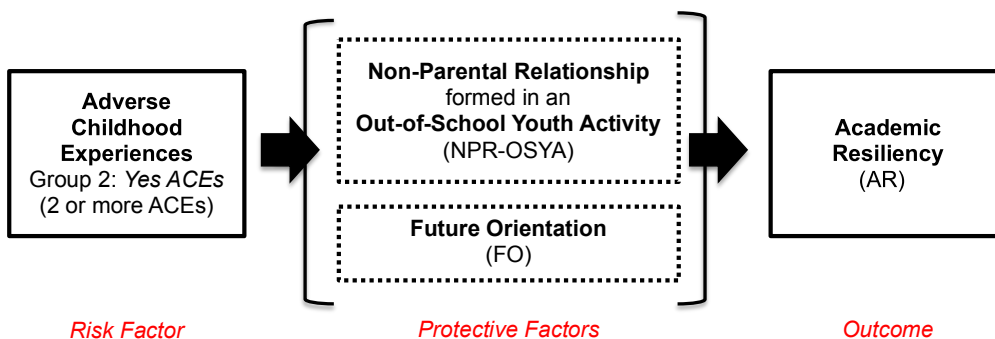 Adverse
Childhood
Experiences
Group 2: Yes ACEs
(2 or more ACEs)
Non-Parental Relationship
formed in an
Out-of-School Youth Activity
(NPR-OSYA)
Future Orientation
(FO)
Academic
Resiliency
(AR)
Risk Factor
Protective Factors
Outcome